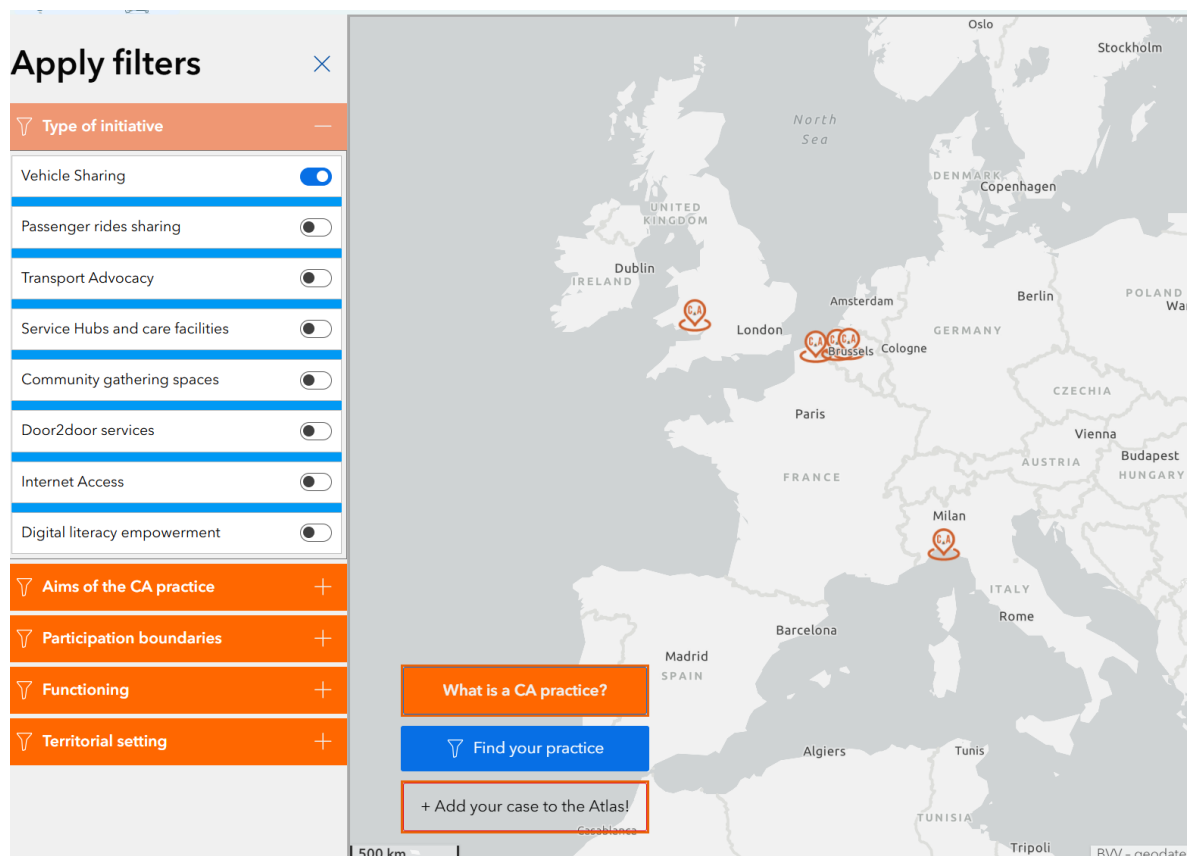 Apply filters
Type of initiative
Vehicle Sharing
Passenger rides sharing
Transport Advocacy
Service Hubs and care facilities
Community gathering spaces
Door2door services
Internet Access
Digital literacy empowerment
Aims of the CA practice
Participation boundaries
Functioning
Territorial setting
Oslo
Stockholm
North
Sea
DENMARK
Copenhagen
UNITED
KINGDOM
Dublin
IRELAND
Amsterdam
Berlin
POLAND
Wa
C.A
London
GERMANY
C.A
C.A
Brussels
Cologne
CZECHIA
Paris
Vienna
Budapest
AUSTRIA
HUNGARY
FRANCE
Milan
C.A
ITALY
Rome
Barcelona
Madrid
SPAIN
What is a CA practice?
Find your practice
Algiers
Tunis
+ Add your case to the Atlas!
Casablanca
TUNISIA
Tripoli
500 km